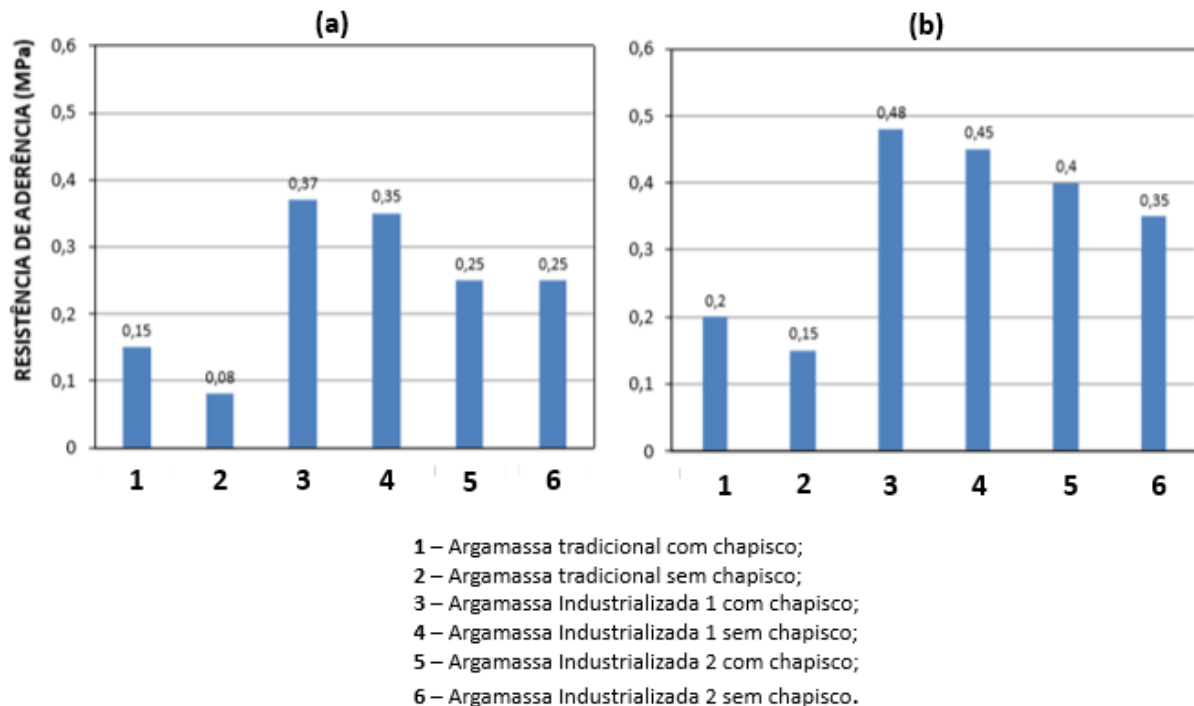 (a)
RESISTÊNCIA DE ADERÊNCIA (MPa)
0,6
0,5
0,4
0,3
0,2
0,1
0
0,15
0,08
0,37
0,35
0,25
0,25
1 2 3 4 5 6
(b)
0,6
0,5
0,4
0,3
0,2
0,1
0
0,2
0,15
0,48
0,45
0,4
0,35
1 2 3 4 5 6
1 – Argamassa tradicional com chapisco;
2 – Argamassa tradicional sem chapisco;
3 – Argamassa Industrializada 1 com chapisco;
4 – Argamassa Industrializada 1 sem chapisco;
5 – Argamassa Industrializada 2 com chapisco;
6 – Argamassa Industrializada 2 sem chapisco.